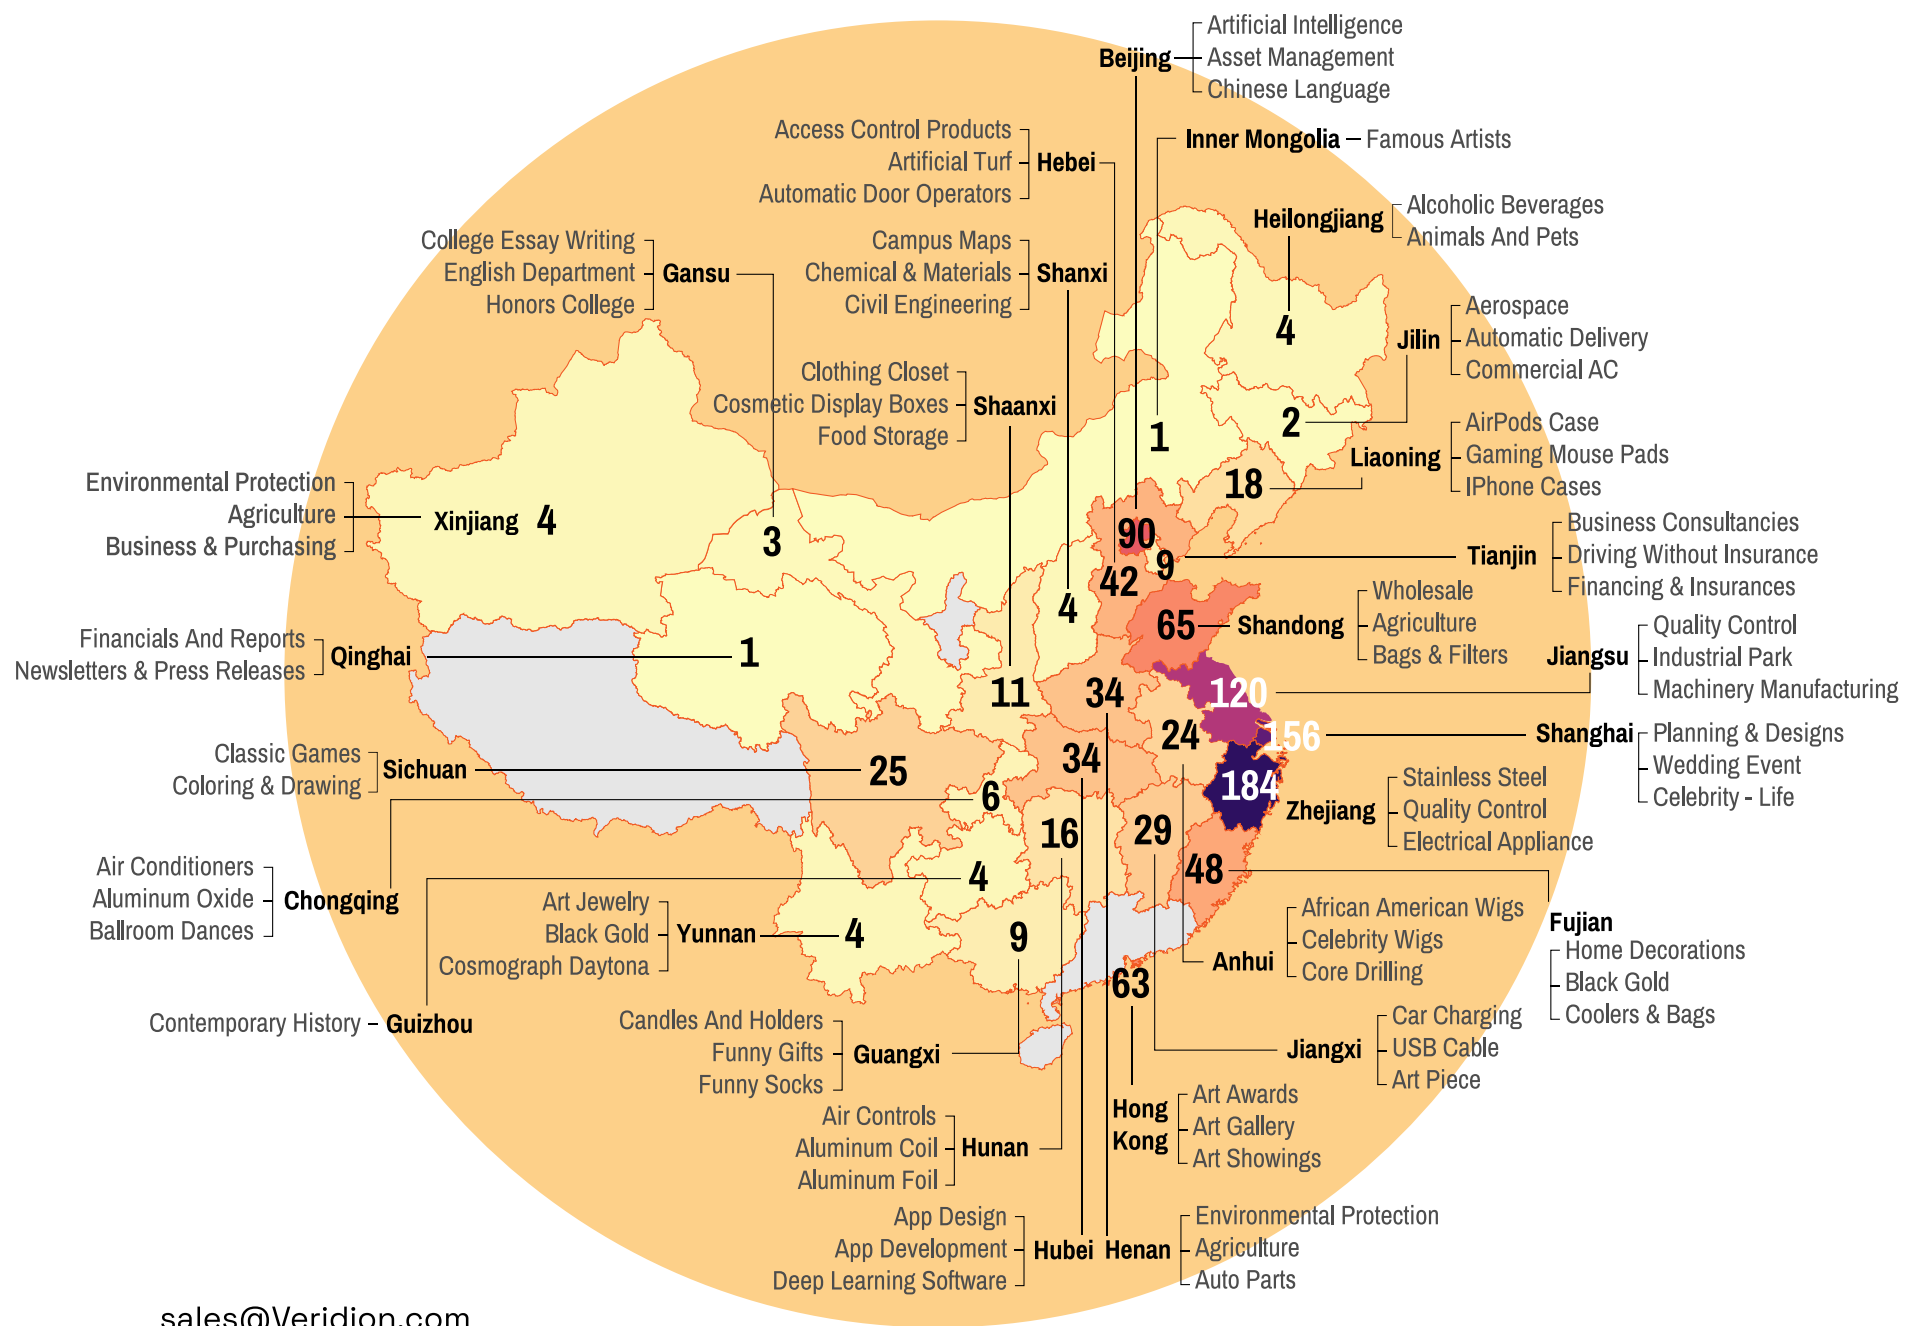 Artificial Intelligence
Beijing
Asset Management
Chinese Language
Access Control Products
Artificial Turf
Hebei
Automatic Door Operators
Inner Mongolia
Famous Artists
Heilongjiang
Alcoholic Beverages
Animals And Pets
4
College Essay Writing
English Department
Gansu
Honors College
3
Campus Maps
Chemical & Materials
Shanxi
Civil Engineering
4
Jilin
Aerospace
Automatic Delivery
Commercial AC
2
Clothing Closet
Cosmetic Display Boxes
Shaanxi
Food Storage
11
1
AirPods Case
Liaoning
Gaming Mouse Pads
IPhone Cases
18
Environmental Protection
Agriculture
Business & Purchasing
Xinjiang
4
90
9
42
Business Consultancies
Tianjin
Driving Without Insurance
Financing & Insurances
Wholesale
65
Shandong
Agriculture
Bags & Filters
Financials And Reports
Newsletters & Press Releases
Qinghai
1
Quality Control
Jiangsu
Industrial Park
Machinery Manufacturing
120
34
24
156
Shanghai
Planning & Designs
Wedding Event
Celebrity - Life
Classic Games
Coloring & Drawing
Sichuan
25
34
6
184
Zhejiang
Stainless Steel
Quality Control
Electrical Appliance
16
29
48
Air Conditioners
Aluminum Oxide
Chongqing
Ballroom Dances
4
Art Jewelry
Black Gold
Yunnan
Cosmograph Daytona
4
9
African American Wigs
Celebrity Wigs
Anhui
Core Drilling
Fujian
Home Decorations
Black Gold
Coolers & Bags
63
Contemporary History
Guizhou
Candles And Holders
Funny Gifts
Guangxi
Funny Socks
Car Charging
Jiangxi
USB Cable
Art Piece
Hong
Kong
Art Awards
Art Gallery
Art Showings
Air Controls
Aluminum Coil
Hunan
Aluminum Foil
App Design
App Development
Hubei
Deep Learning Software
Henan
Environmental Protection
Agriculture
Auto Parts
sales@Veridion.com